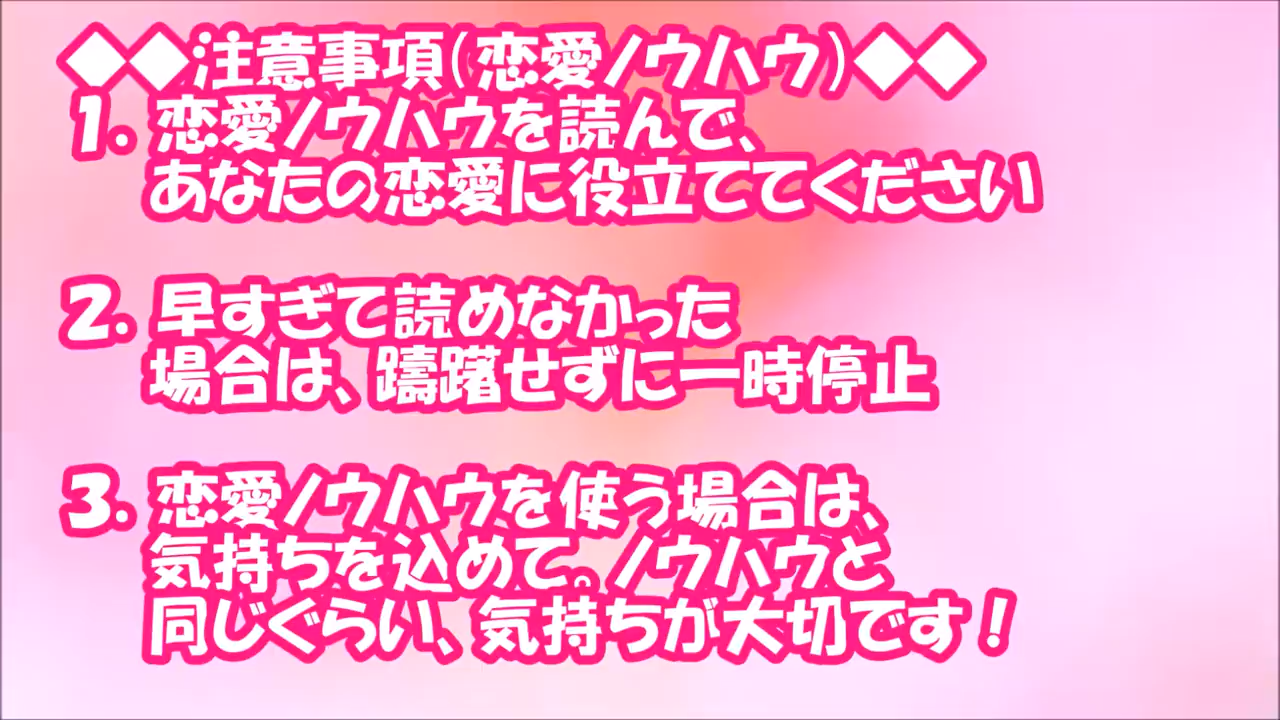 ◆◆注意事項(恋愛ノウハウ)◆◆
1. 恋愛ノウハウを読んで、
あなたの恋愛に役立ててください
2. 早すぎて読めなかった
場合は、躊躇せずに一時停止
3. 恋愛ノウハウを使う場合は、
気持ちを込めて。ノウハウと
同じぐらい、気持ちが大切です！